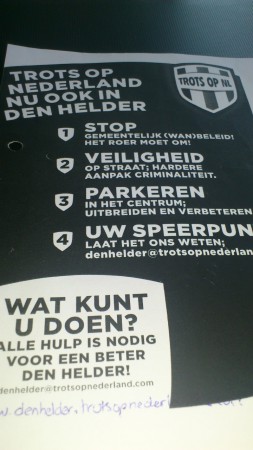 TROTS OP
NEDERLAND
NU OOK IN
DEN HELDER
TROTS OP NL
1 STOP
GEMEENTELIJK (WAN)BELEID!
HET ROER MOET OM!
2 VEILIGHEID
OP STRAAT; HARDERE
AANPAK CRIMINALITEIT.
3 PARKEREN
IN HET CENTRUM;
UITBREIDEN EN VERBETEREN
4 UW SPEERPUN
LAAT HET ONS WETEN;
denhelder@trotsopnederlan
WAT KUNT
U DOEN?
ALLE HULP IS NODIG
VOOR EEN BETER
DEN HELDER!
denhelder@trotsopnederland.com
w.denhelder.trotsopneder